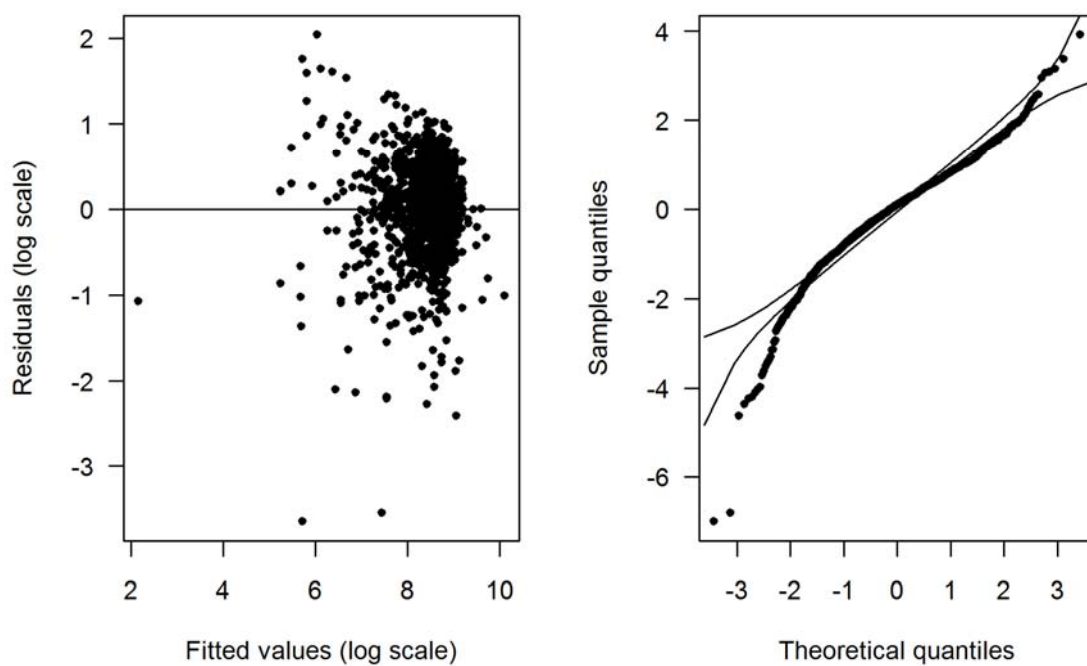 2
1
0
-1
-2
-3
Residuals (log scale)
2 4 6 8 10
Fitted values (log scale)
4
2
0
-2
-4
-6
Sample quantiles
-3 -2 -1 0 1 2 3
Theoretical quantiles